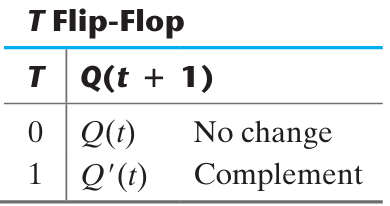 T Flip-Flop
T Q(t + 1)
0 Q(t) No change
1 Q′(t) Complement